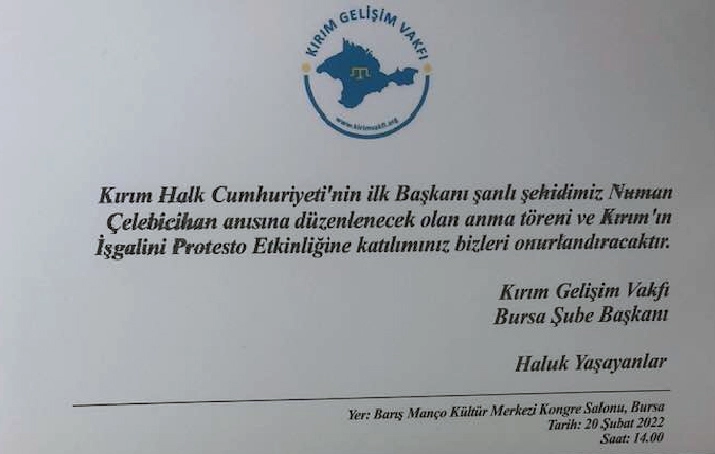 KIRIM GELİŞİM VAKFI
www.kirimvakfi.org
Kırım Halk Cumhuriyeti'nin ilk Başkanı şanlı şehidimiz Numan
Çelebicihan anısına düzenlenecek olan anma töreni ve Kırım'ın
İşgalini Protesto Etkinliğine katılımınız bizleri onurlandıracaktır.
Kırım Gelişim Vakfı
Bursa Şube Başkanı
Haluk Yaşayanlar
Yer: Barış Manço Kültür Merkezi Kongre Salonu, Bursa
Tarih: 20 Şubat 2022
Saat: 14.00